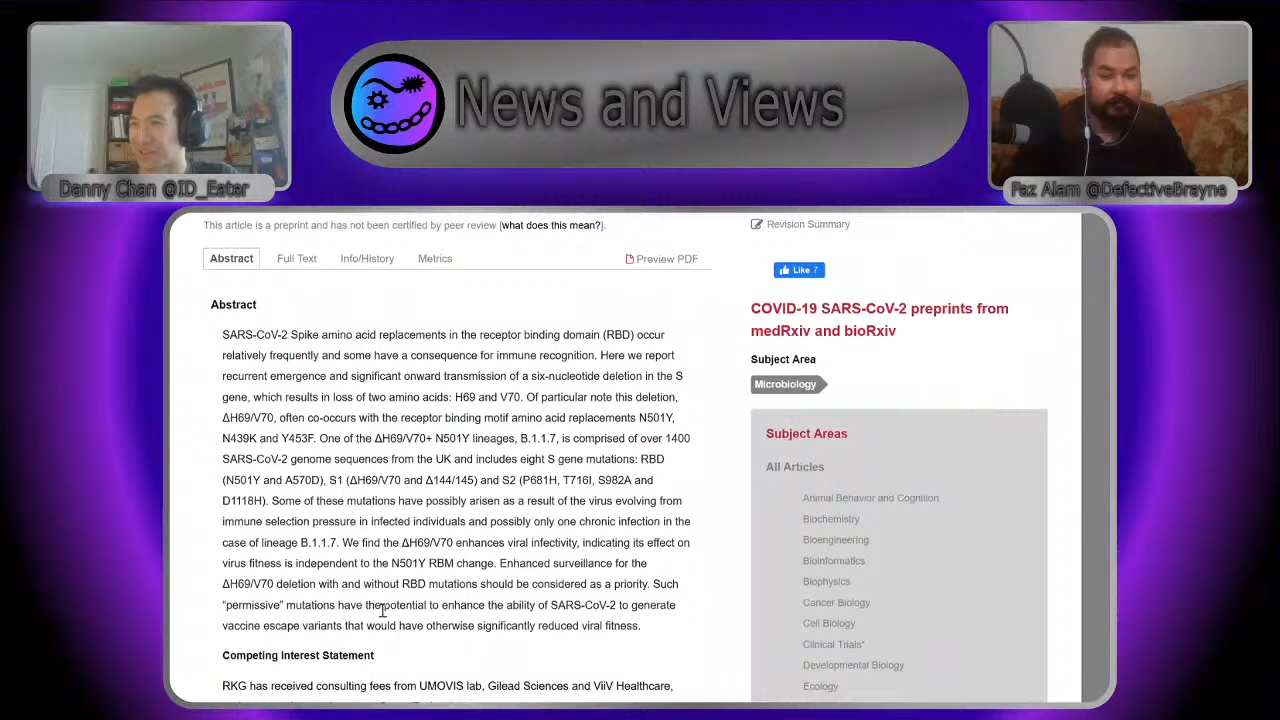 News and Views
Danny Chan @ID_Eater
Faz Alam @DefectiveBrayne
This article is a preprint and has not been certified by peer review [what does this mean?].
Abstract
Full Text
Info/History
Metrics
Preview PDF
Abstract
SARS-CoV-2 Spike amino acid replacements in the receptor binding domain (RBD) occur
relatively frequently and some have a consequence for immune recognition. Here we report
recurrent emergence and significant onward transmission of a six-nucleotide deletion in the S
gene, which results in loss of two amino acids: H69 and V70. Of particular note this deletion,
ΔH69/V70, often co-occurs with the receptor binding motif amino acid replacements N501Y,
N439K and Y453F. One of the ΔH69/V70+ N501Y lineages, B.1.1.7, is comprised of over 1400
SARS-CoV-2 genome sequences from the UK and includes eight S gene mutations: RBD
(N501Y and A570D), S1 (ΔH69/V70 and Δ144/145) and S2 (P681H, T716I, S982A and
D1118H). Some of these mutations have possibly arisen as a result of the virus evolving from
immune selection pressure in infected individuals and possibly only one chronic infection in the
case of lineage B.1.1.7. We find the ΔH69/V70 enhances viral infectivity, indicating its effect on
virus fitness is independent to the N501Y RBM change. Enhanced surveillance for the
ΔH69/V70 deletion with and without RBD mutations should be considered as a priority. Such
“permissive” mutations have the potential to enhance the ability of SARS-CoV-2 to generate
vaccine escape variants that would have otherwise significantly reduced viral fitness.
Competing Interest Statement
RKG has received consulting fees from UMOVIS lab, Gilead Sciences and ViiV Healthcare,
Revision Summary
Like 7
COVID-19 SARS-CoV-2 preprints from
medRxiv and bioRxiv
Subject Area
Microbiology
Subject Areas
All Articles
Animal Behavior and Cognition
Biochemistry
Bioengineering
Bioinformatics
Biophysics
Cancer Biology
Cell Biology
Clinical Trials*
Developmental Biology
Ecology